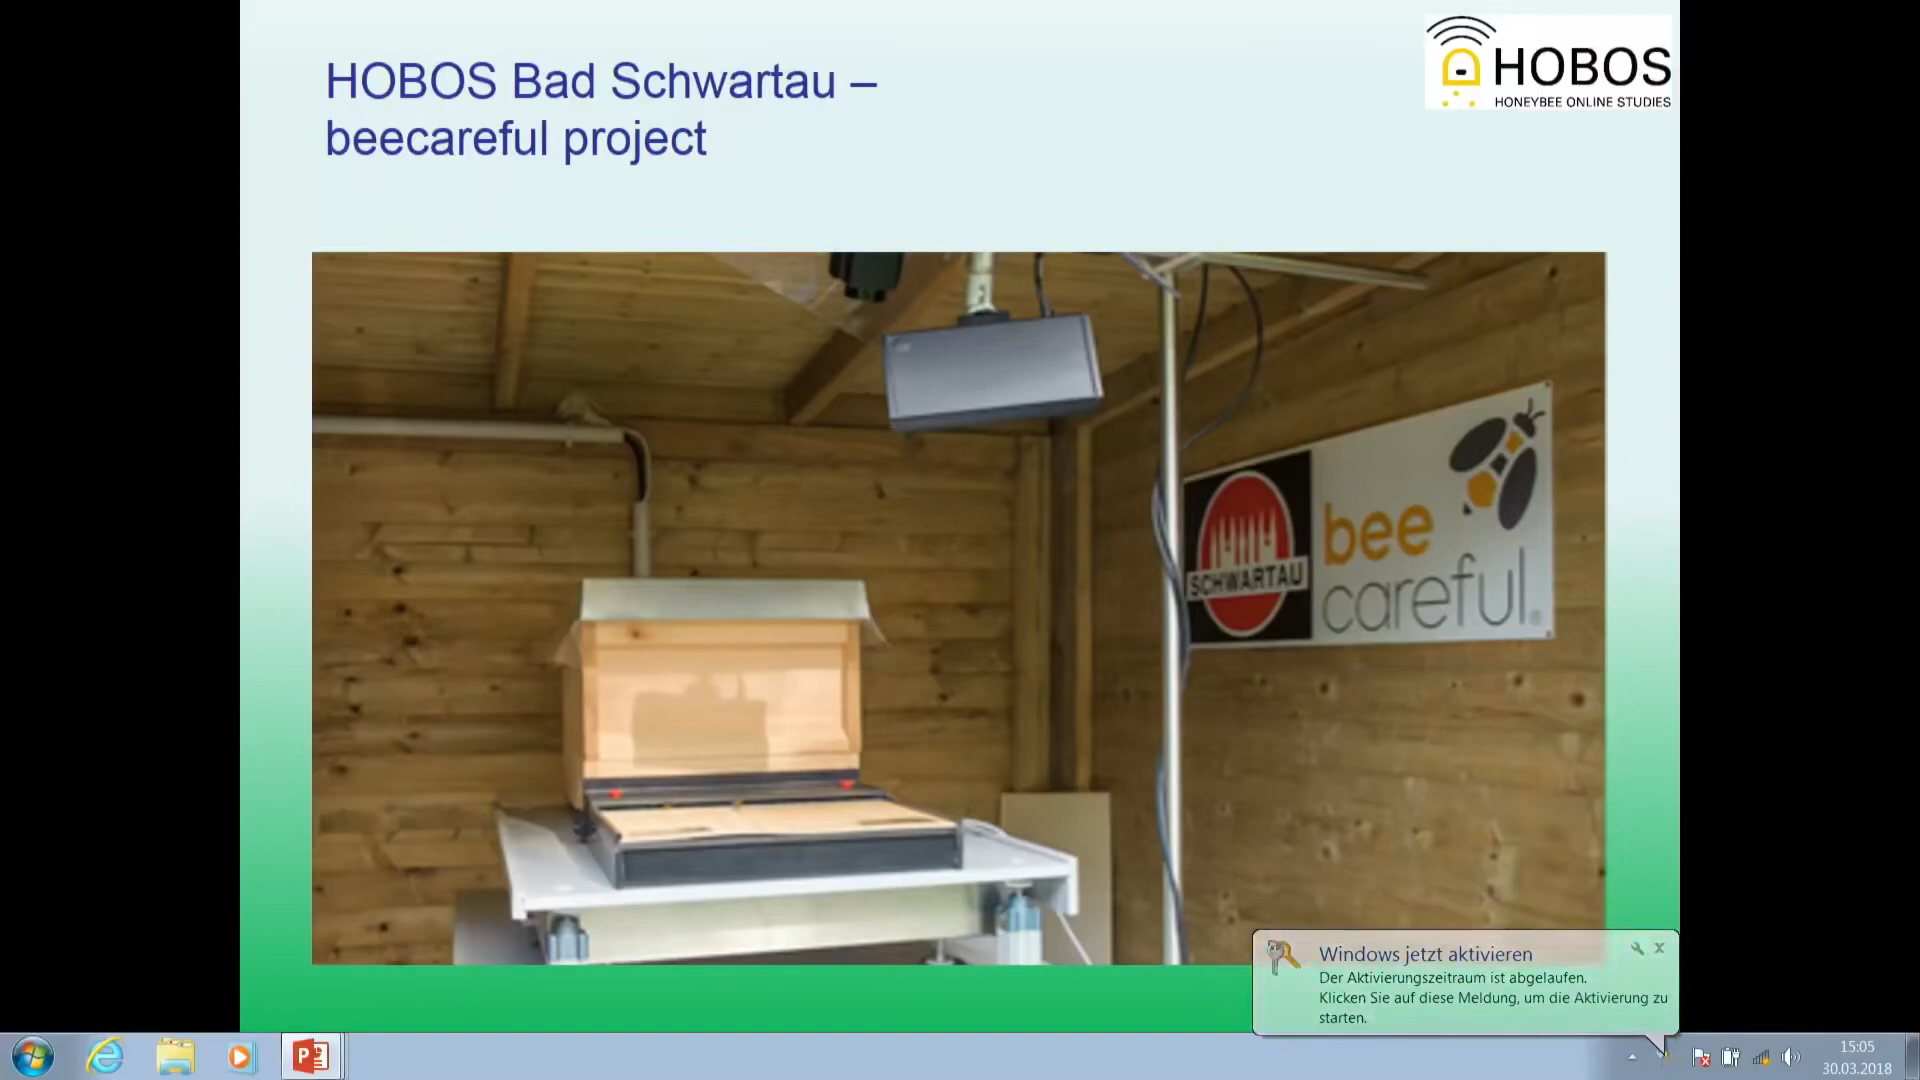 HOBOS Bad Schwartau –
beecareful project
HOBOS
HONEYBEE ONLINE STUDIES
SCHWARTAU
bee
careful
Windows jetzt aktivieren
Der Aktivierungszeitraum ist abgelaufen.
Klicken Sie auf diese Meldung, um die Aktivierung zu
starten.
15:05
30.03.2018